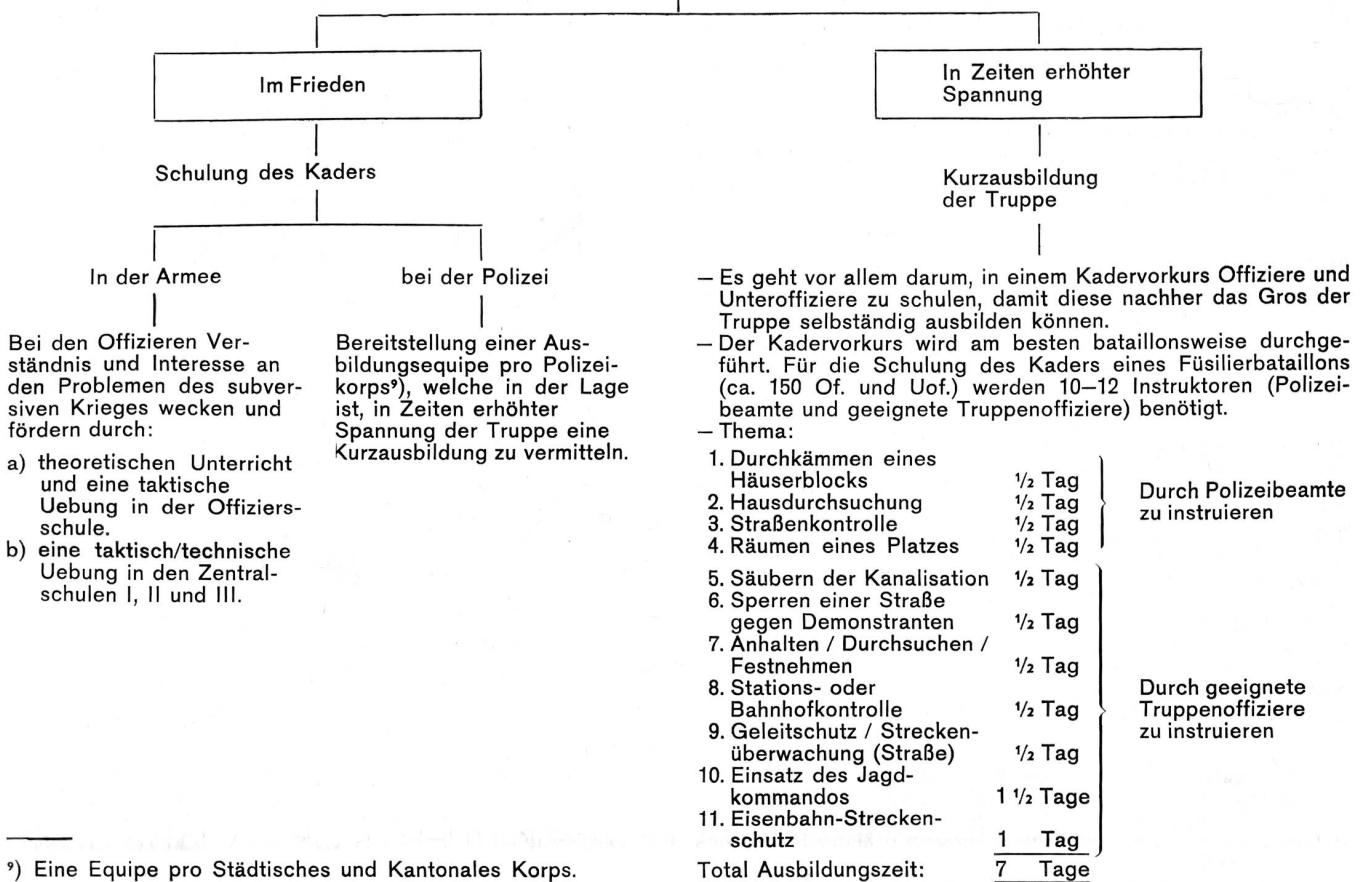 Im Frieden
Schulung des Kaders
In der Armee
Bei den Offizieren Ver-
ständnis und Interesse an
den Problemen des subver-
siven Krieges wecken und
fördern durch:
a) theoretischen Unterricht
und eine taktische
Uebung in der Offiziers-
schule.
b) eine taktisch/technische
Uebung in den Zentral-
schulen I, II und III.
bei der Polizei
Bereitstellung einer Aus-
bildungsequipe pro Polizei-
korps⁹), welche in der Lage
ist, in Zeiten erhöhter
Spannung der Truppe eine
Kurzausbildung zu vermitteln.
In Zeiten erhöhter
Spannung
Kurzausbildung
der Truppe
— Es geht vor allem darum, in einem Kadervorkurs Offiziere und
Unteroffiziere zu schulen, damit diese nachher das Gros der
Truppe selbständig ausbilden können.
— Der Kadervorkurs wird am besten bataillonsweise durchge-
führt. Für die Schulung des Kaders eines Füsilierbataillons
(ca. 150 Of. und Uof.) werden 10—12 Instruktoren (Polizei-
beamte und geeignete Truppenoffiziere) benötigt.
— Thema:
1. Durchkämmen eines
Häuserblocks ½ Tag
2. Hausdurchsuchung ½ Tag
3. Straßenkontrolle ½ Tag
4. Räumen eines Platzes ½ Tag
Durch Polizeibeamte
zu instruieren
5. Säubern der Kanalisation ½ Tag
6. Sperren einer Straße
gegen Demonstranten ½ Tag
7. Anhalten / Durchsuchen /
Festnehmen ½ Tag
8. Stations- oder
Bahnhofkontrolle ½ Tag
9. Geleitschutz / Strecken-
überwachung (Straße) ½ Tag
10. Einsatz des Jagd-
kommandos 1 ½ Tage
11. Eisenbahn-Strecken-
schutz 1 Tag
Durch geeignete
Truppenoffiziere
zu instruieren
Total Ausbildungszeit: 7 Tage
⁹) Eine Equipe pro Städtisches und Kantonales Korps.